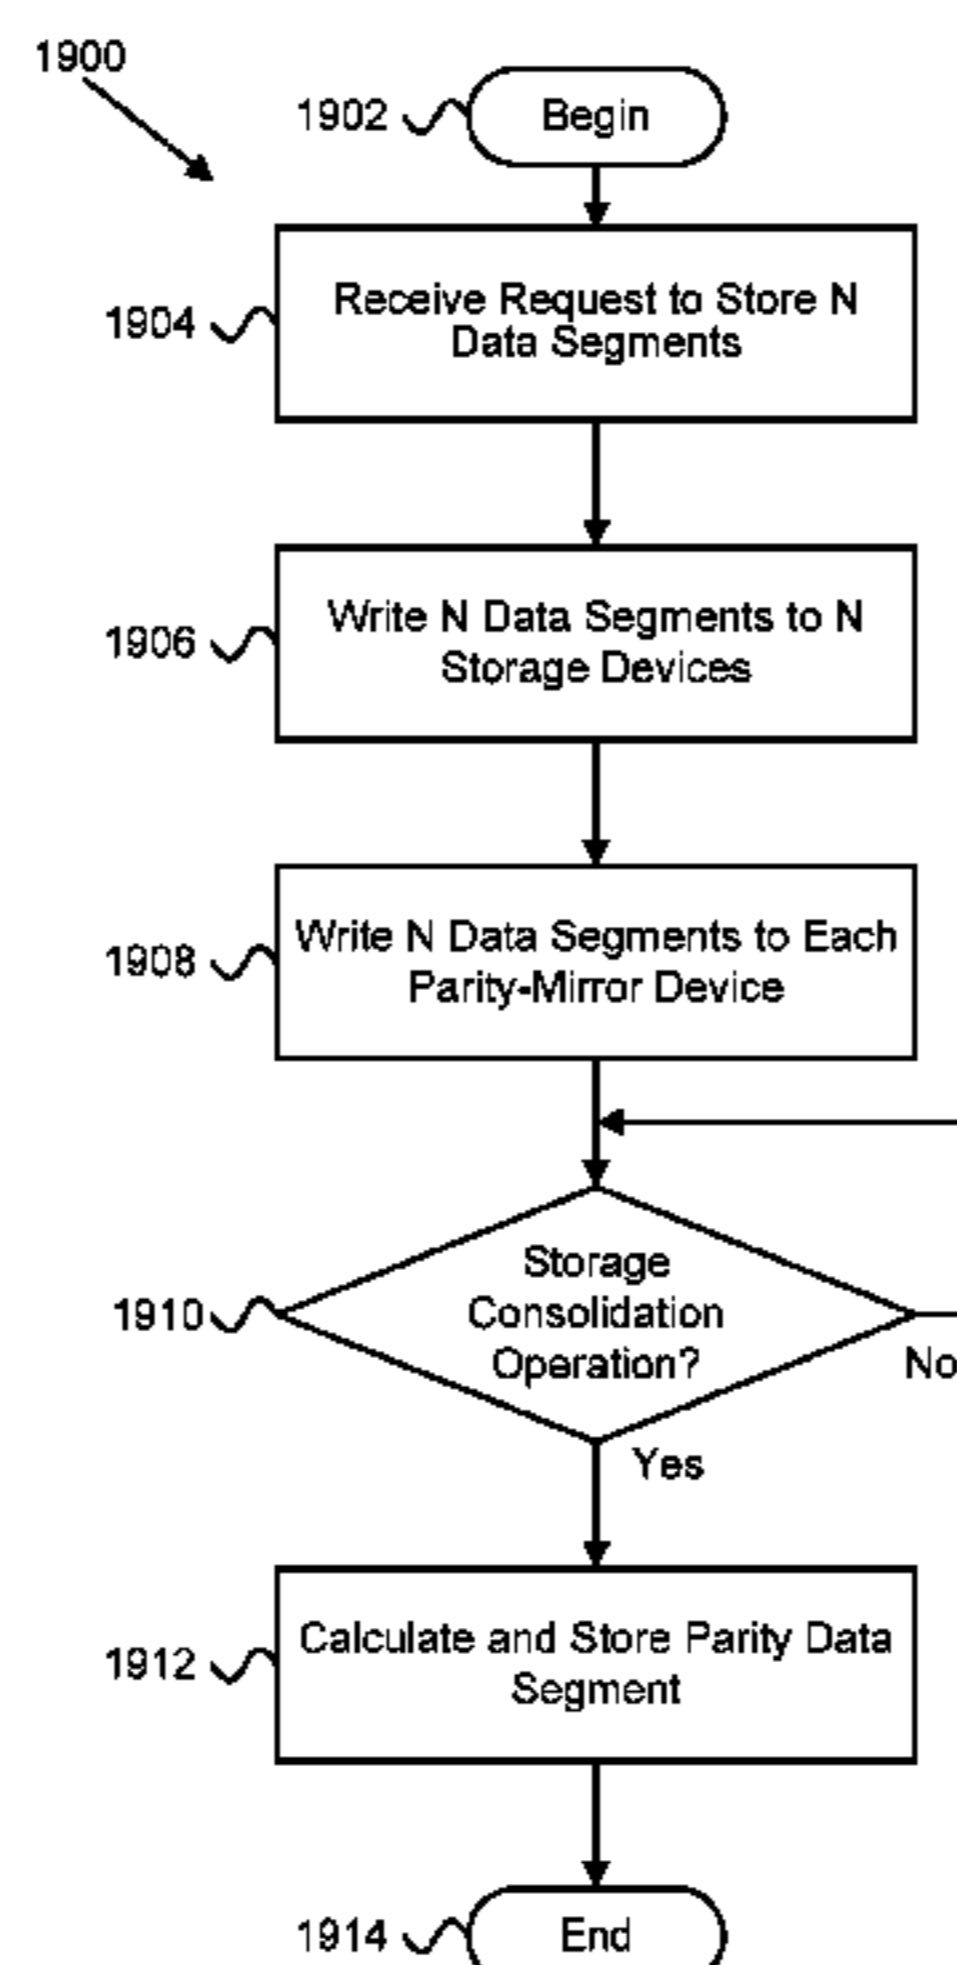 1900
1902
Begin
1904
Receive Request to Store N
Data Segments
1906
Write N Data Segments to N
Storage Devices
1908
Write N Data Segments to Each
Parity-Mirror Device
1910
Storage
Consolidation
Operation?
No
Yes
1912
Calculate and Store Parity Data
Segment
1914
End